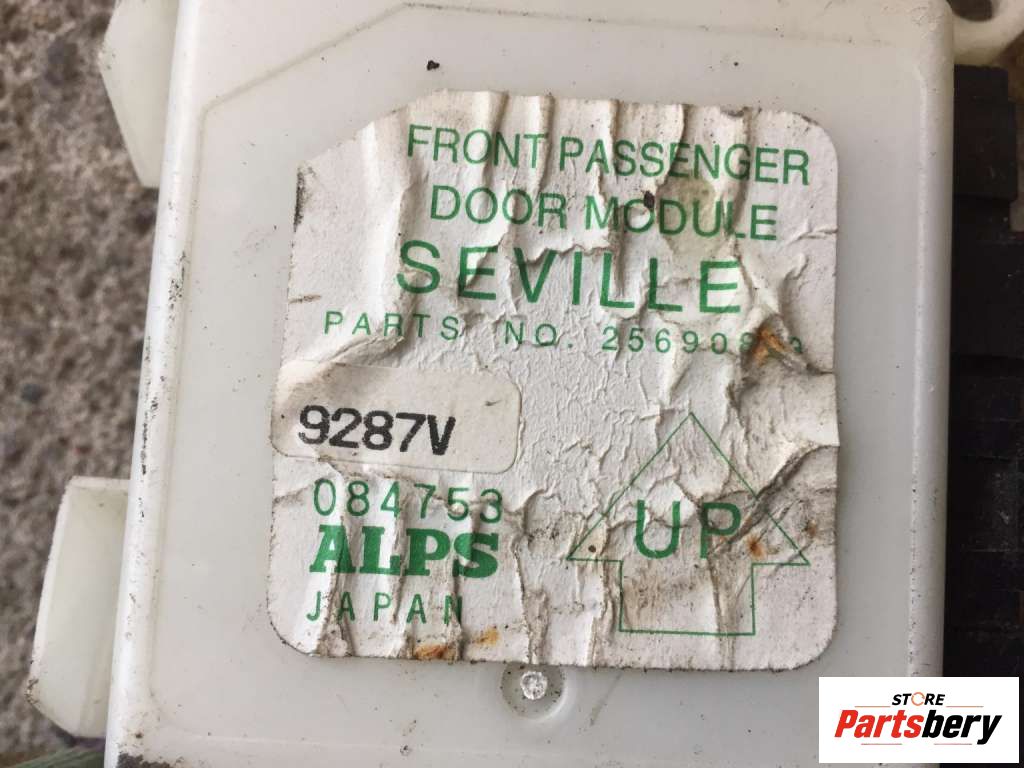 FRONT PASSENGER
DOOR MODULE
SEVILLE
PARTS NO.
9287V
084753
ALPS
JAPAN
UP
STORE
Partsbery